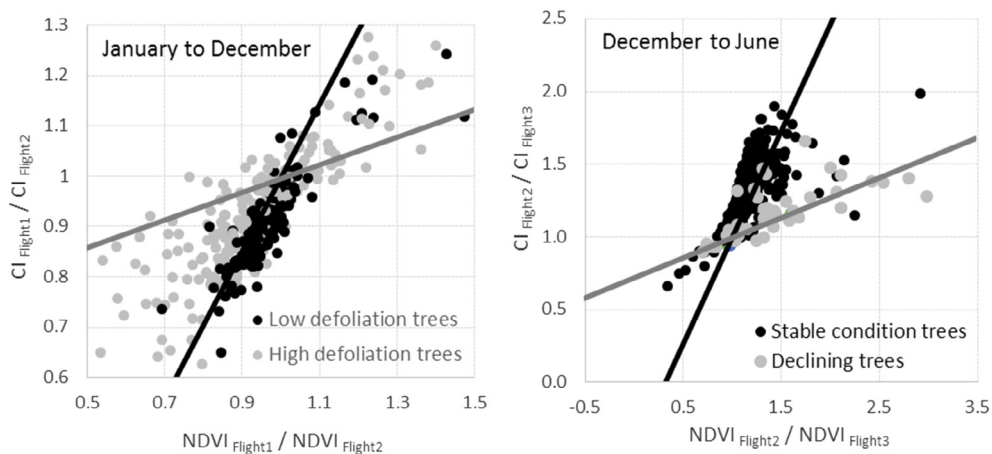 January to December
CI Flight1 / CI Flight2
1.3
1.2
1.1
1
0.9
0.8
0.7
0.6
Low defoliation trees
High defoliation trees
0.5 0.7 0.9 1.1 1.3 1.5
NDVI Flight1 / NDVI Flight2
December to June
CI Flight2 / CI Flight3
2.5
2.0
1.5
1.0
0.5
0.0
Stable condition trees
Declining trees
-0.5 0.5 1.5 2.5 3.5
NDVI Flight2 / NDVI Flight3